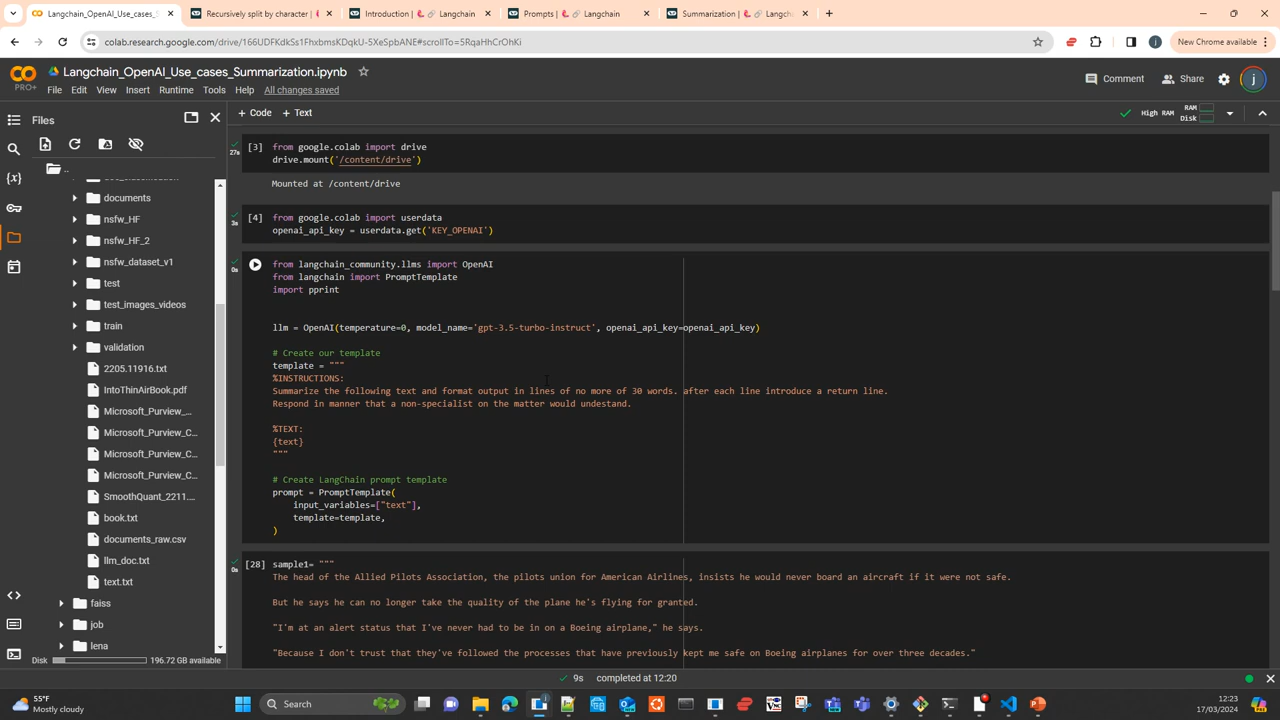 Langchain_OpenAI_Use_cases_S
Recursively split by character |
Introduction | Langchain
Prompts | Langchain
Summarization | Langch
colab.research.google.com/drive/166UDFKdkSs1FhxbmsKDqkU-5XeSpbANE#scrollTo=5RqaHhCrOhKi
New Chrome available
Langchain_OpenAI_Use_cases_Summarization.ipynb
PRO+
File Edit View Insert Runtime Tools Help All changes saved
Comment
Share
j
Files
+ Code + Text
High RAM
RAM
Disk
..
documents
nsfw_HF
nsfw_HF_2
nsfw_dataset_v1
test
test_images_videos
train
validation
2205.11916.txt
IntoThinAirBook.pdf
Microsoft_Purview_...
Microsoft_Purview_C...
Microsoft_Purview_C...
Microsoft_Purview_C...
SmoothQuant_2211....
book.txt
documents_raw.csv
llm_doc.txt
text.txt
faiss
job
lena
Disk 196.72 GB available
27s
[3] from google.colab import drive
drive.mount('/content/drive')
Mounted at /content/drive
3s
[4] from google.colab import userdata
openai_api_key = userdata.get('KEY_OPENAI')
0s
from langchain_community.llms import OpenAI
from langchain import PromptTemplate
import pprint
llm = OpenAI(temperature=0, model_name='gpt-3.5-turbo-instruct', openai_api_key=openai_api_key)
# Create our template
template = """
%INSTRUCTIONS:
Summarize the following text and format output in lines of no more of 30 words. after each line introduce a return line.
Respond in manner that a non-specialist on the matter would undestand.
%TEXT:
{text}
"""
# Create LangChain prompt template
prompt = PromptTemplate(
input_variables=["text"],
template=template,
)
0s
[28] sample1= """
The head of the Allied Pilots Association, the pilots union for American Airlines, insists he would never board an aircraft if it were not safe.
But he says he can no longer take the quality of the plane he's flying for granted.
"I'm at an alert status that I've never had to be in on a Boeing airplane," he says.
"Because I don't trust that they've followed the processes that have previously kept me safe on Boeing airplanes for over three decades."
9s completed at 12:20
55°F
Mostly cloudy
Search
12:23
17/03/2024